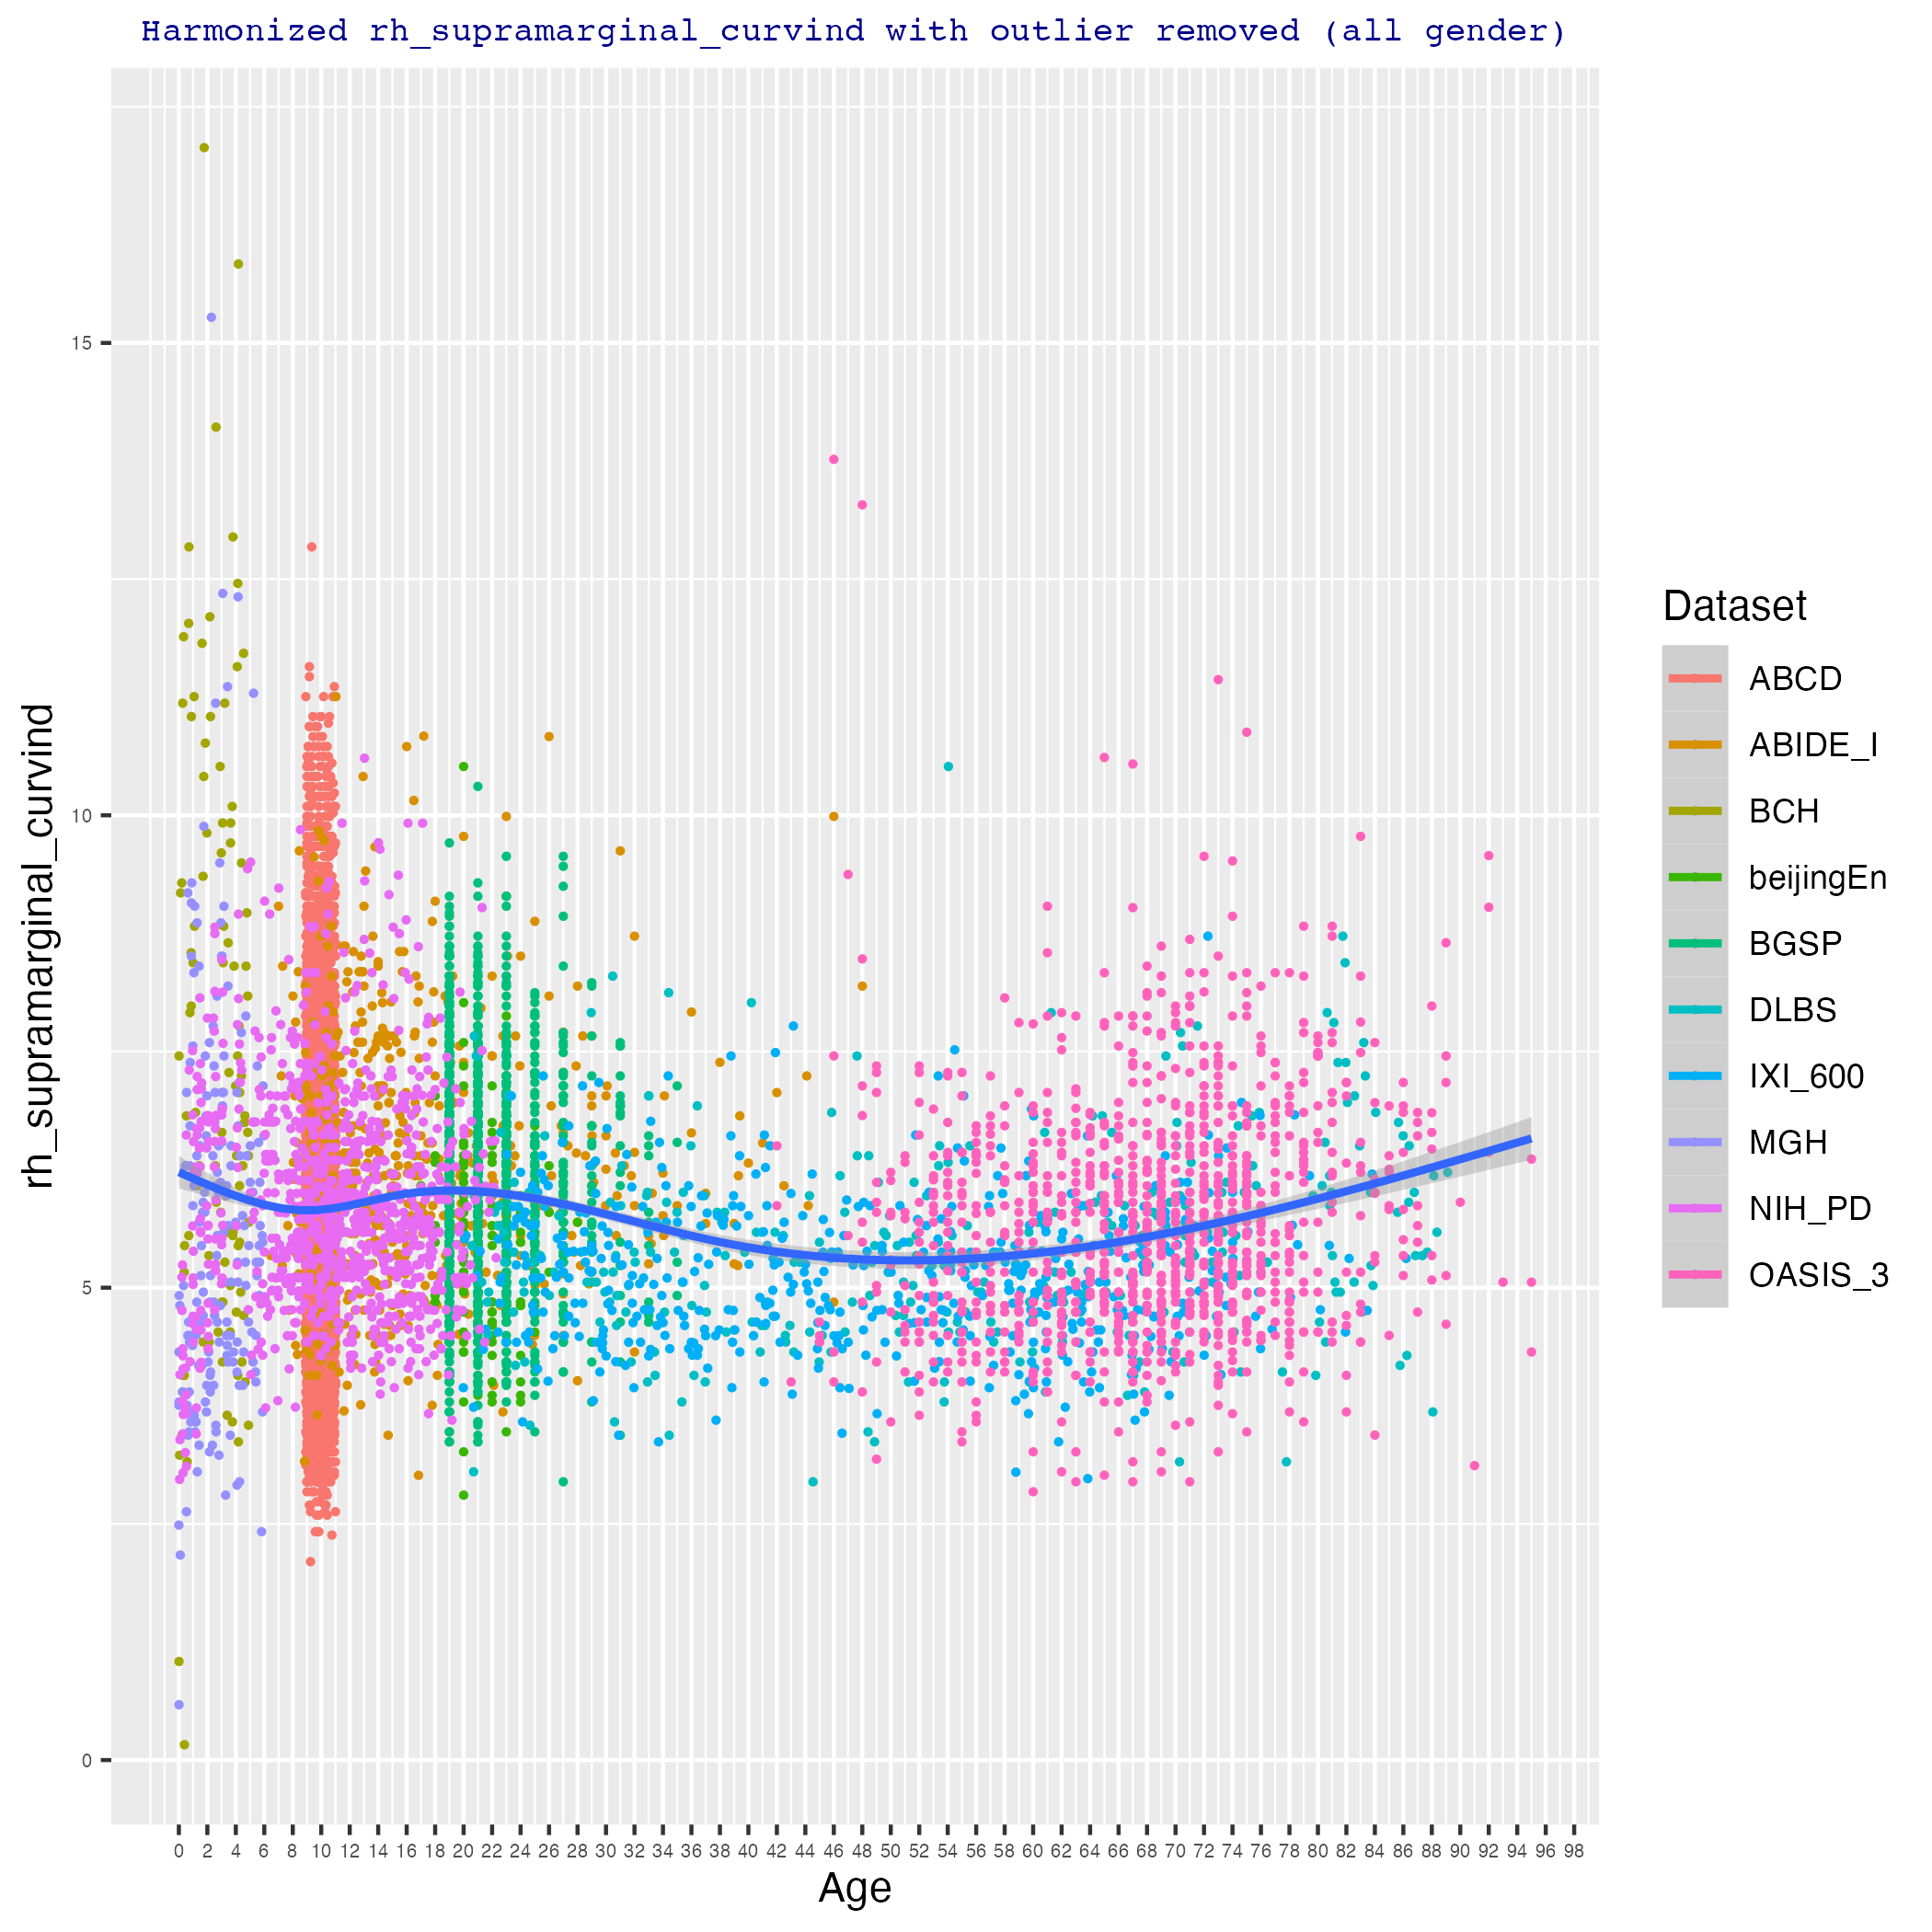 Harmonized rh_supramarginal_curvind with outlier removed (all gender)
rh_supramarginal_curvind
15
10
5
0
0 2 4 6 8 10 12 14 16 18 20 22 24 26 28 30 32 34 36 38 40 42 44 46 48 50 52 54 56 58 60 62 64 66 68 70 72 74 76 78 80 82 84 86 88 90 92 94 96 98
Age
Dataset
ABCD
ABIDE_I
BCH
beijingEn
BGSP
DLBS
IXI_600
MGH
NIH_PD
OASIS_3